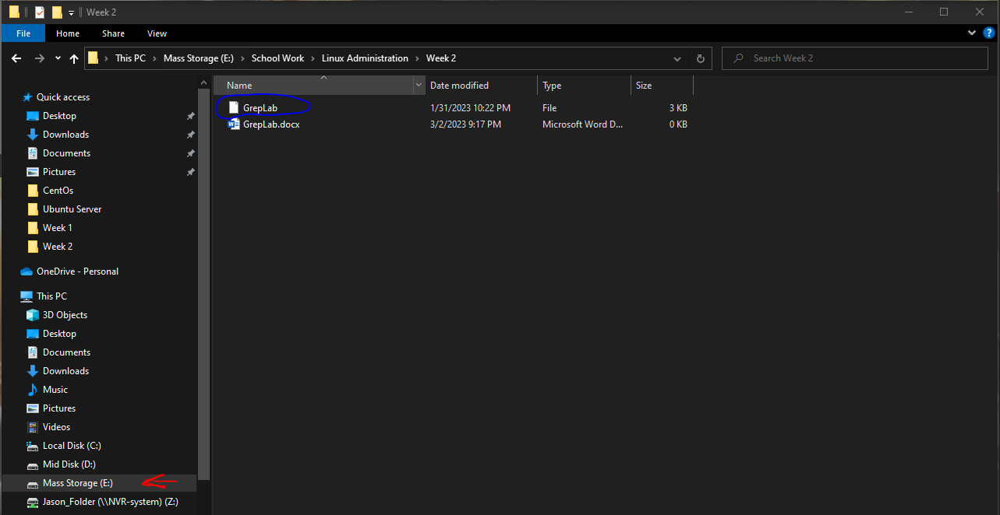 Week 2
File Home Share View
This PC Mass Storage (E:) School Work Linux Administration Week 2 Search Week 2
Name Date modified Type Size
GrepLab 1/31/2023 10:22 PM File 3 KB
GrepLab.docx 3/2/2023 9:17 PM Microsoft Word D... 0 KB
Quick access
Desktop
Downloads
Documents
Pictures
CentOs
Ubuntu Server
Week 1
Week 2
OneDrive - Personal
This PC
3D Objects
Desktop
Documents
Downloads
Music
Pictures
Videos
Local Disk (C:)
Mid Disk (D:)
Mass Storage (E:)
Jason_Folder (\\NVR-system) (Z:)